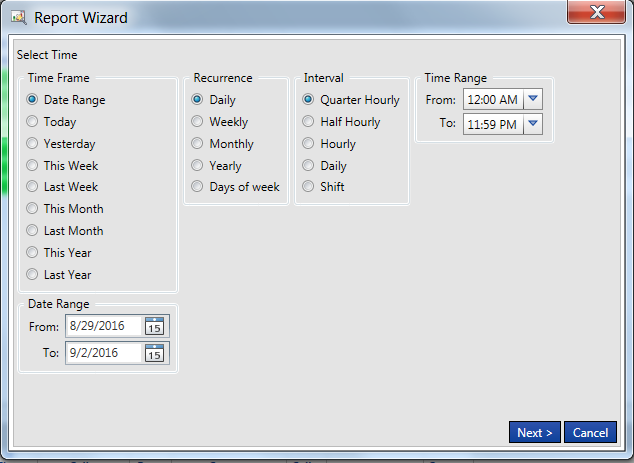 Report Wizard
Select Time
Time Frame
Date Range
Today
Yesterday
This Week
Last Week
This Month
Last Month
This Year
Last Year
Recurrence
Daily
Weekly
Monthly
Yearly
Days of week
Interval
Quarter Hourly
Half Hourly
Hourly
Daily
Shift
Time Range
From: 12:00 AM
To: 11:59 PM
Date Range
From: 8/29/2016 15
To: 9/2/2016 15
Next > Cancel